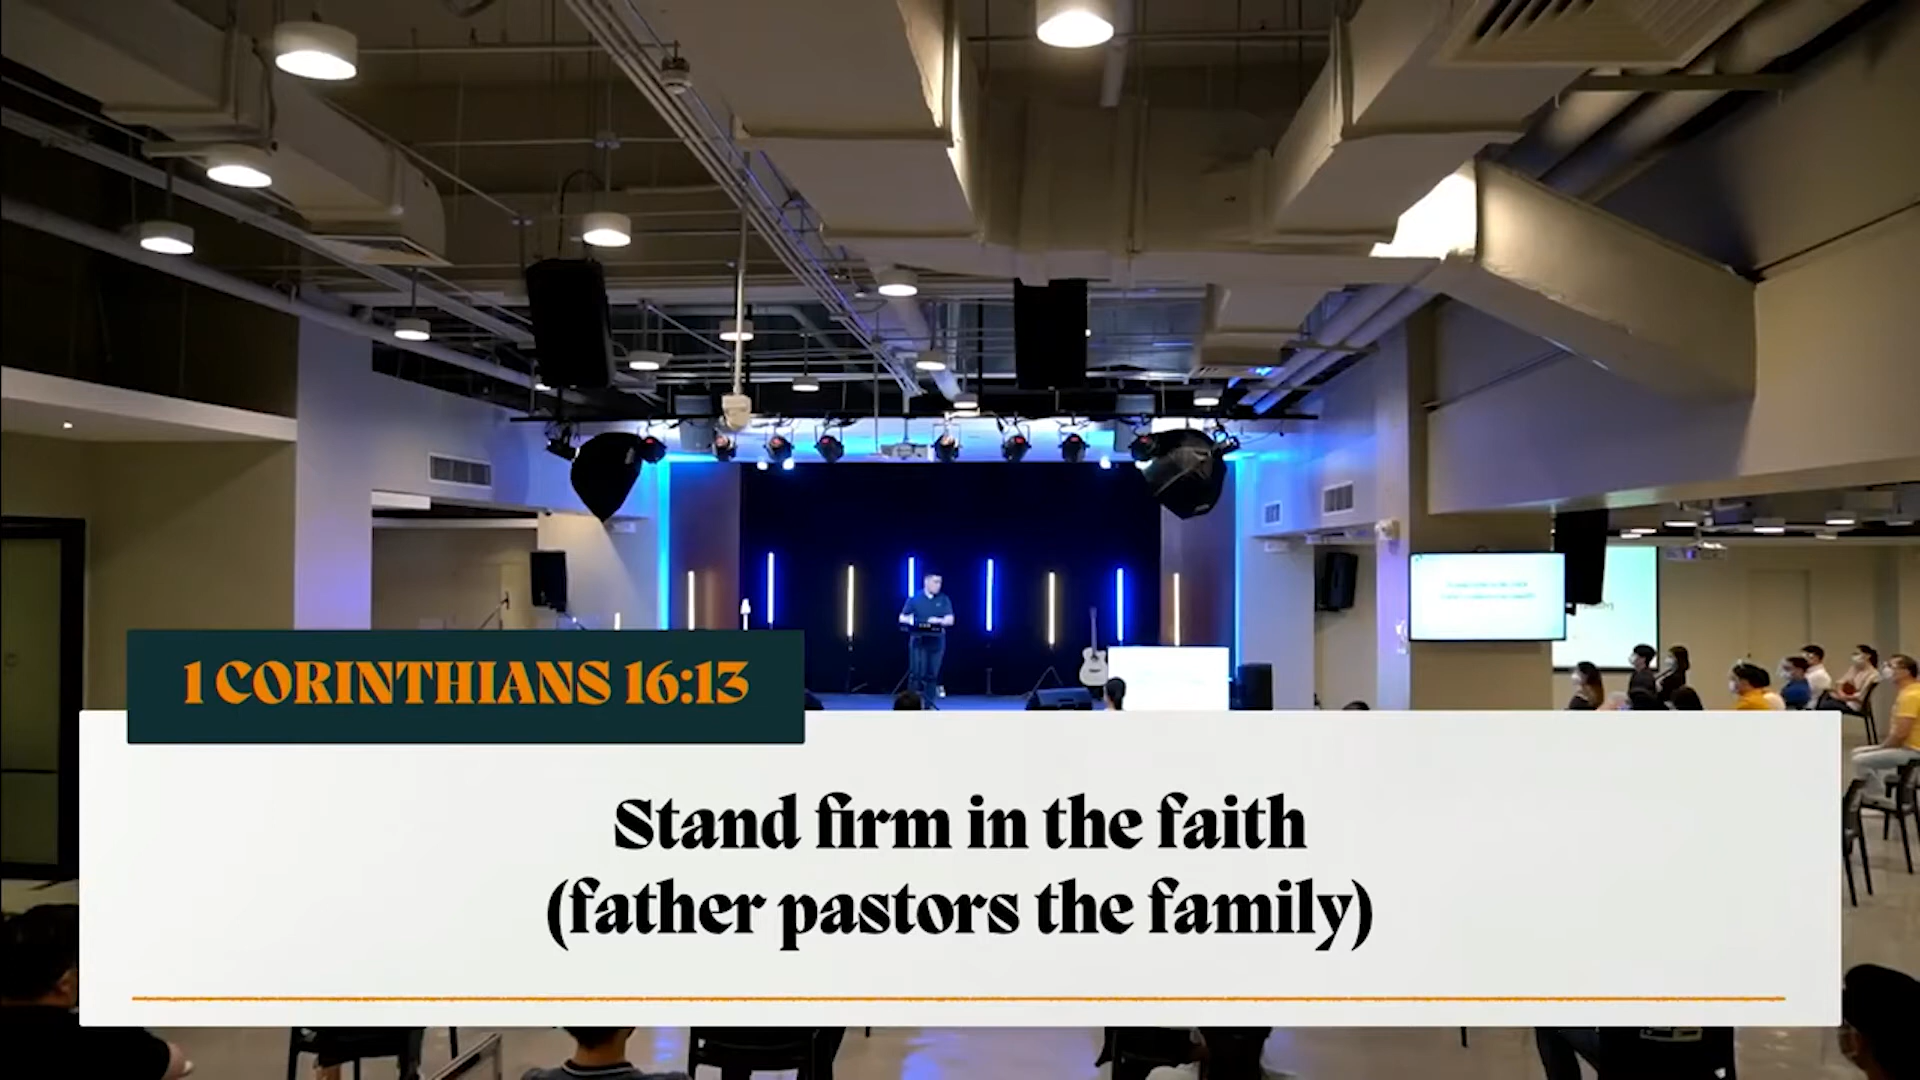 1 CORINTHIANS 16:13
Stand firm in the faith
(father pastors the family)